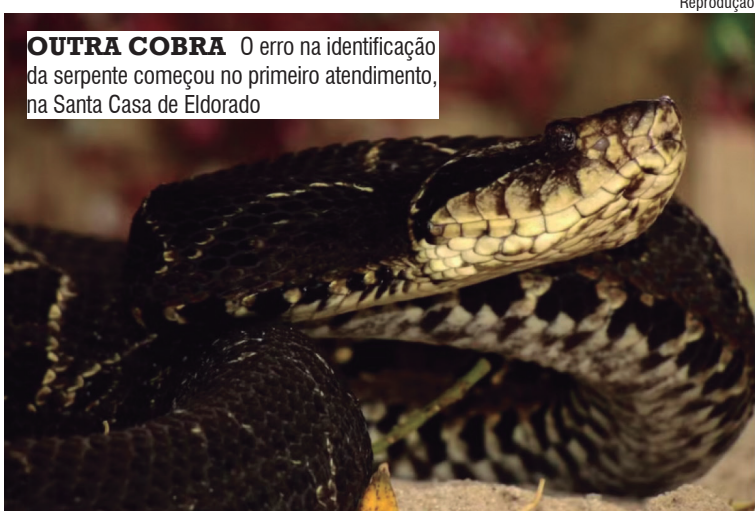 Reprodução
OUTRA COBRA O erro na identificação
da serpente começou no primeiro atendimento,
na Santa Casa de Eldorado